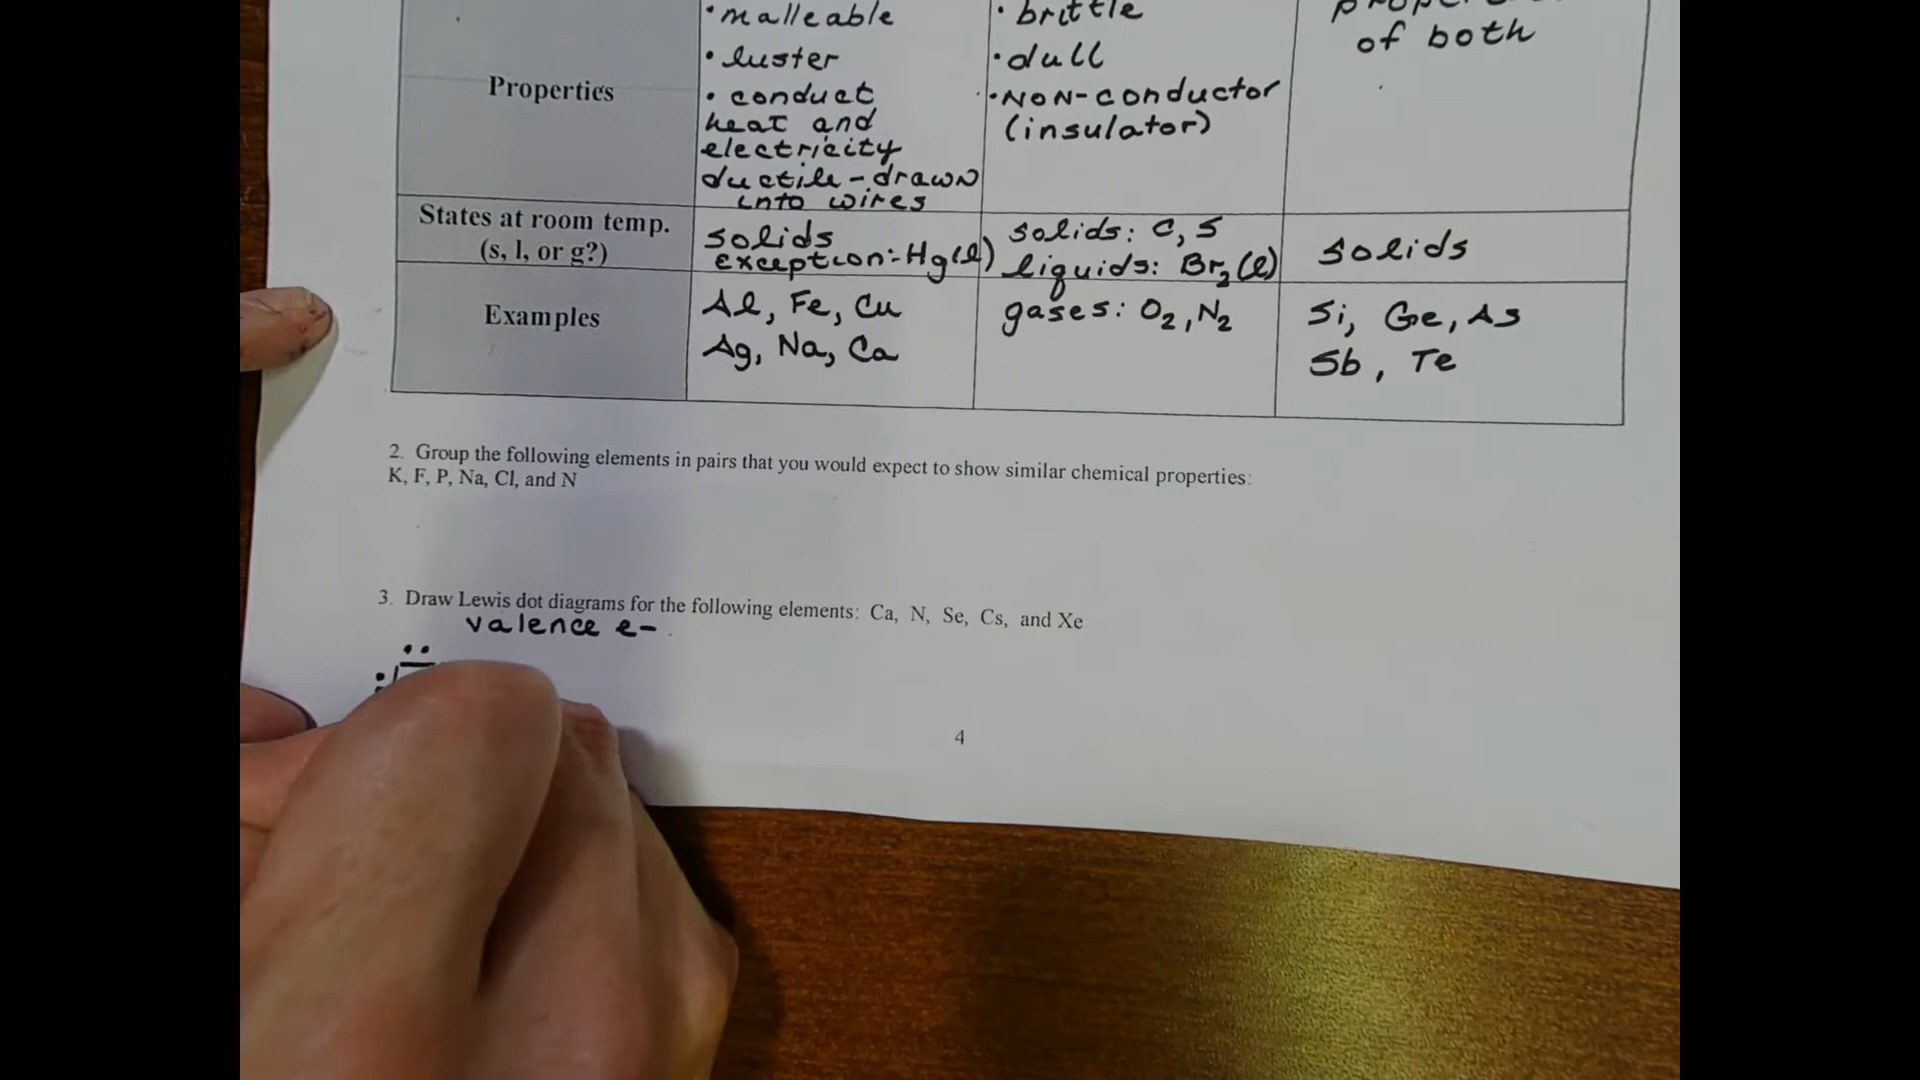 • malleable
• luster
• conduct
heat and
electricity
ductile - drawn
into wires
• brittle
• dull
• NON-conductor
(insulator)
of both
Properties
States at room temp.
(s, l, or g?)
solids
exception:- Hg(l)
solids: C, S
liquids: Br2(l)
solids
Examples
Al, Fe, Cu
Ag, Na, Ca
gases: O2, N2
Si, Ge, As
Sb, Te
2. Group the following elements in pairs that you would expect to show similar chemical properties:
K, F, P, Na, Cl, and N
3. Draw Lewis dot diagrams for the following elements: Ca, N, Se, Cs, and Xe
valence e-
4